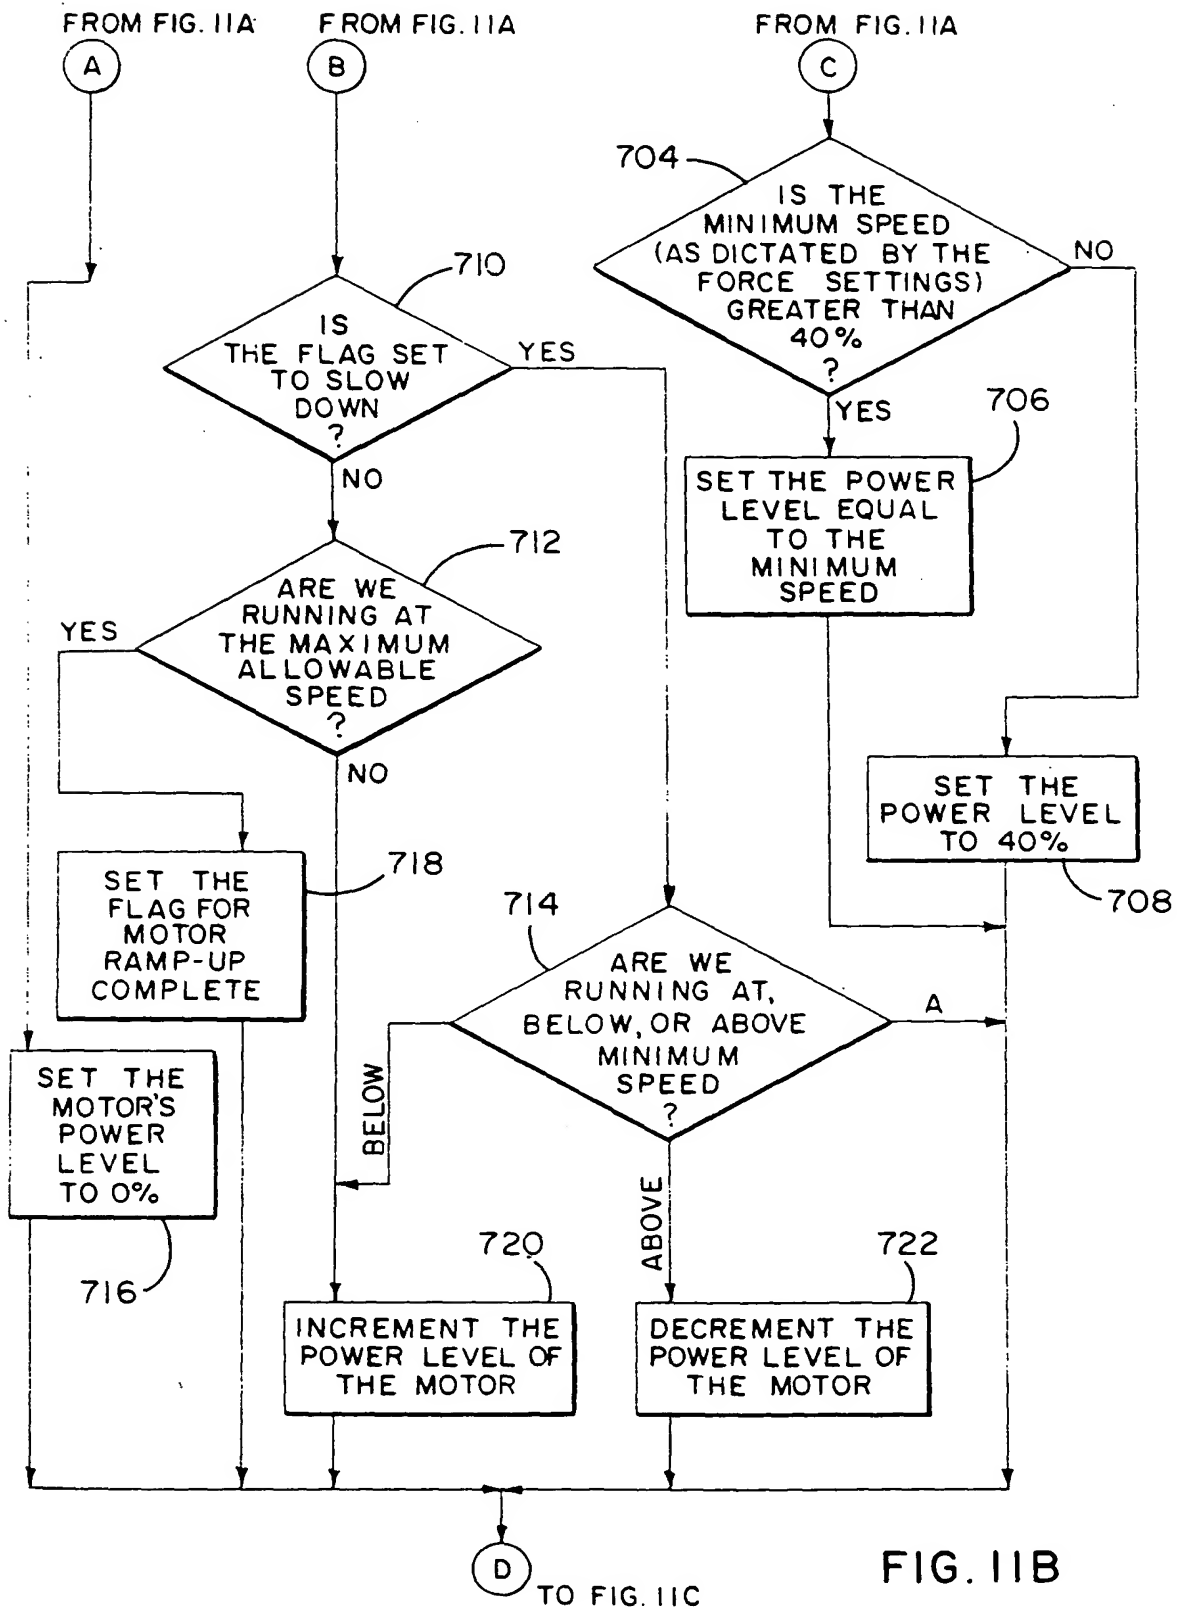 FROM FIG. 11A
FROM FIG. 11A
FROM FIG. 11A
A
B
C
704
IS THE
MINIMUM SPEED
(AS DICTATED BY THE
FORCE SETTINGS)
GREATER THAN
40%
?
NO
YES
710
IS
THE FLAG SET
TO SLOW
DOWN
?
YES
NO
706
SET THE POWER
LEVEL EQUAL
TO THE
MINIMUM
SPEED
712
ARE WE
RUNNING AT
THE MAXIMUM
ALLOWABLE
SPEED
?
YES
NO
SET THE
POWER LEVEL
TO 40%
708
718
SET THE
FLAG FOR
MOTOR
RAMP-UP
COMPLETE
714
ARE WE
RUNNING AT,
BELOW, OR ABOVE
MINIMUM
SPEED
?
A
BELOW
ABOVE
SET THE
MOTOR'S
POWER
LEVEL
TO 0%
716
720
INCREMENT THE
POWER LEVEL OF
THE MOTOR
722
DECREMENT THE
POWER LEVEL OF
THE MOTOR
D
TO FIG. 11C
FIG. 11B